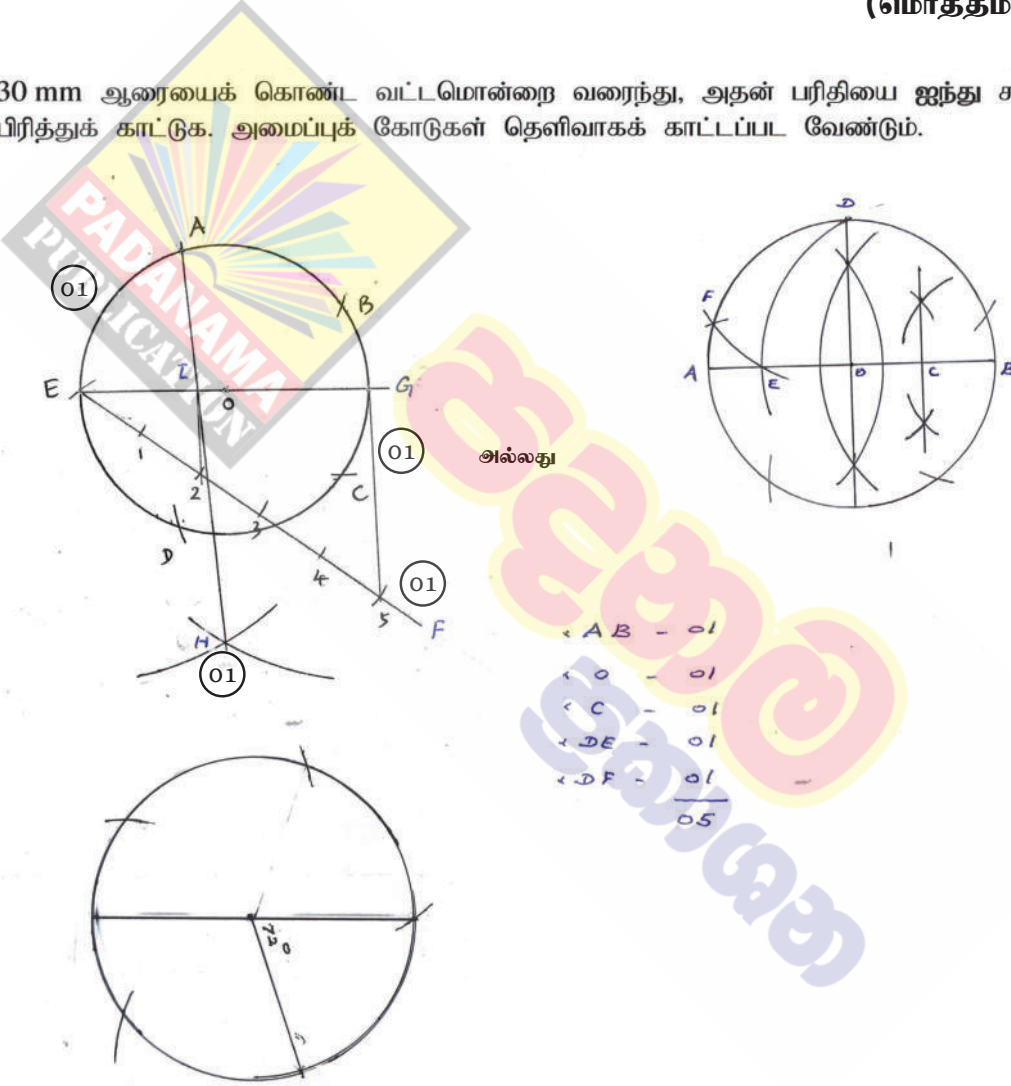 (மொத்தம்
30 mm ஆரையைக் கொண்ட வட்டமொன்றை வரைந்து, அதன் பரிதியை ஐந்து ச
பிரித்துக் காட்டுக. அமைப்புக் கோடுகள் தெளிவாகக் காட்டப்பட வேண்டும்.
PADANAMA
PUBLICATION
A
01
B
E
O
G
1
01
2
C
3
D
4
01
5
F
H
01
அல்லது
D
F
A
E
O
C
B
AB - 01
O - 01
C - 01
DE - 01
DF - 01
05
72°